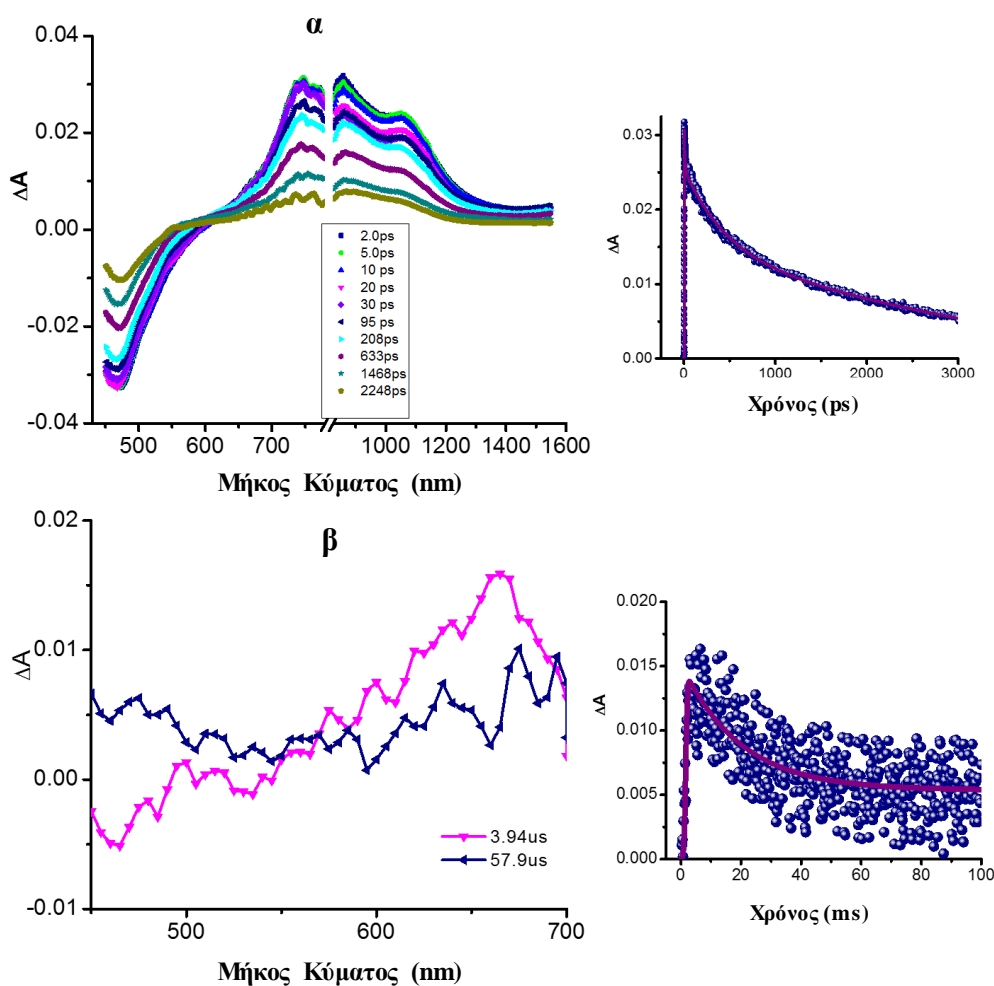 α
0.04
0.02
0.00
-0.02
-0.04
ΔA
2.0ps
5.0ps
10 ps
20 ps
30 ps
95 ps
208ps
633ps
1468ps
2248ps
500 600 700 1000 1200 1400 1600
Μήκος Κύματος (nm)
0.03
0.02
0.01
0.00
ΔA
0 1000 2000 3000
Χρόνος (ps)
β
0.02
0.01
0.00
-0.01
ΔA
3.94us
57.9us
500 600 700
Μήκος Κύματος (nm)
0.020
0.015
0.010
0.005
0.000
ΔA
0 20 40 60 80 100
Χρόνος (ms)